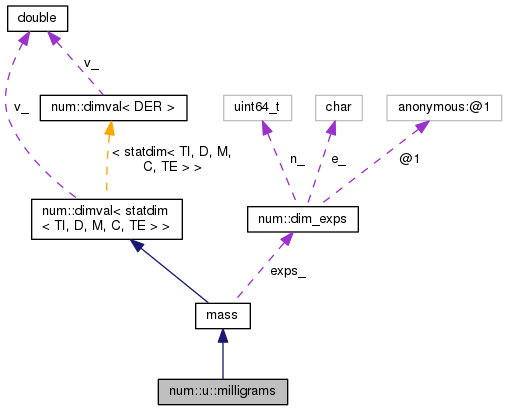 double
v_
num::dimval< DER >
uint64_t
char
anonymous:@1
v_
< statdim< TI, D, M,
C, TE > >
n_
e_
@1
num::dimval< statdim
< TI, D, M, C, TE > >
num::dim_exps
exps_
mass
num::u::milligrams